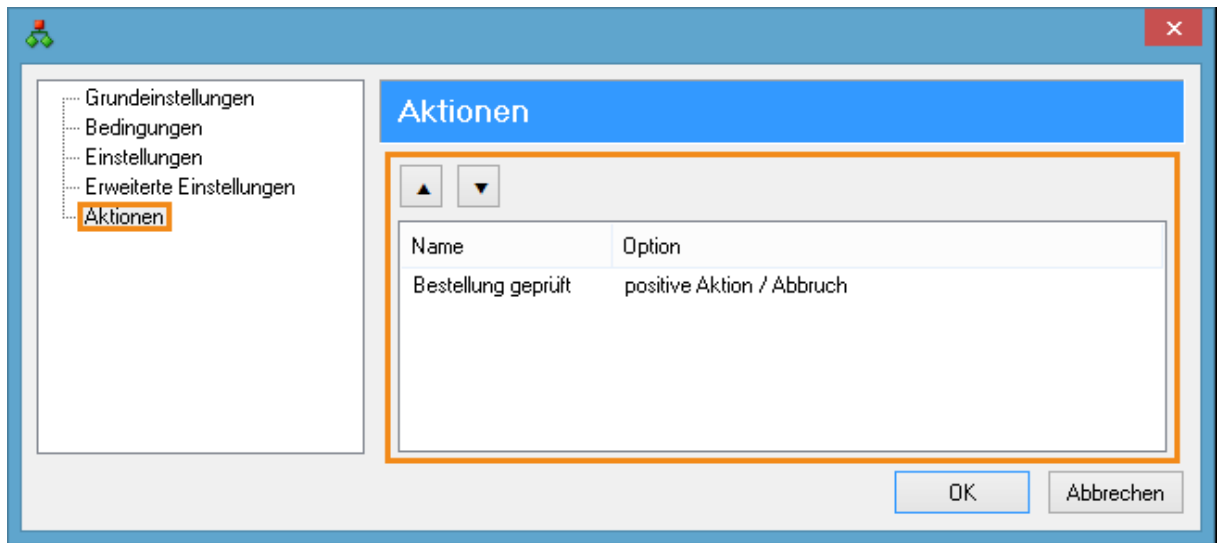 Grundeinstellungen
Bedingungen
Einstellungen
Erweiterte Einstellungen
Aktionen
Aktionen
Name Option
Bestellung geprüft positive Aktion / Abbruch
OK Abbrechen